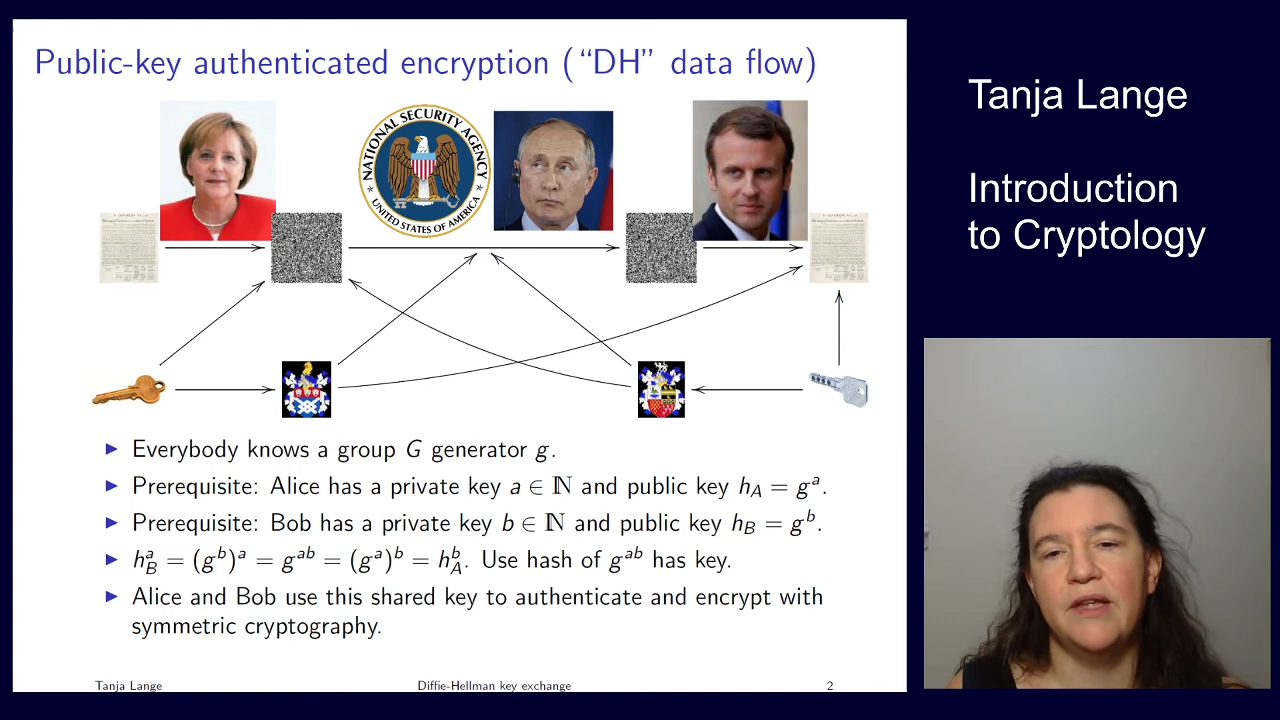 Public-key authenticated encryption (“DH” data flow)
NATIONAL SECURITY AGENCY
UNITED STATES OF AMERICA
▶ Everybody knows a group G generator g.
▶ Prerequisite: Alice has a private key a ∈ ℕ and public key h_A = g^a.
▶ Prerequisite: Bob has a private key b ∈ ℕ and public key h_B = g^b.
▶ h_B^a = (g^b)^a = g^{ab} = (g^a)^b = h_A^b. Use hash of g^{ab} has key.
▶ Alice and Bob use this shared key to authenticate and encrypt with
symmetric cryptography.
Tanja Lange
Diffie-Hellman key exchange
2
Tanja Lange
Introduction
to Cryptology